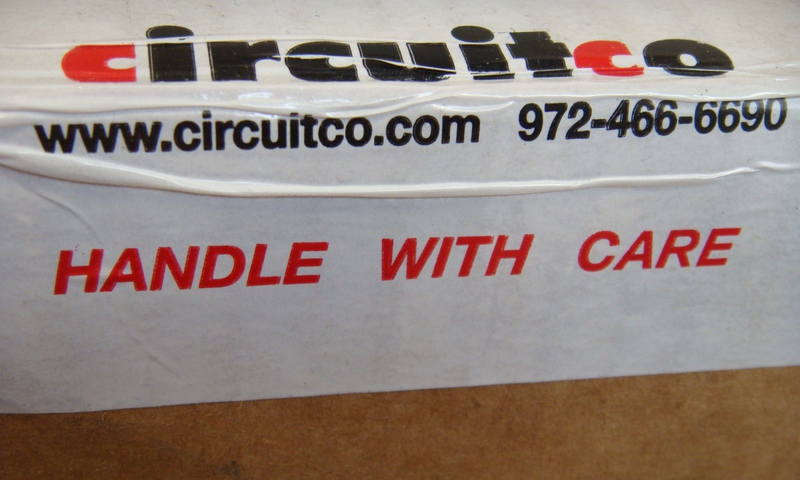 circuitco
www.circuitco.com 972-466-6690
HANDLE WITH CARE